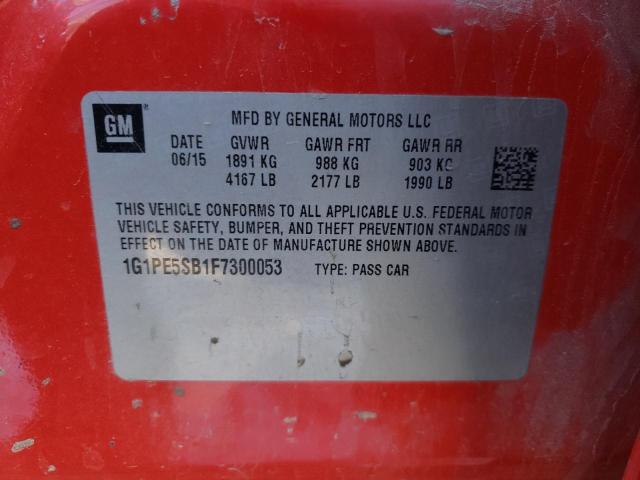 GM ®
MFD BY GENERAL MOTORS LLC
DATE GVWR GAWR FRT GAWR RR
06/15 1891 KG 988 KG 903 KG
4167 LB 2177 LB 1990 LB
THIS VEHICLE CONFORMS TO ALL APPLICABLE U.S. FEDERAL MOTOR
VEHICLE SAFETY, BUMPER, AND THEFT PREVENTION STANDARDS IN
EFFECT ON THE DATE OF MANUFACTURE SHOWN ABOVE.
1G1PE5SB1F7300053 TYPE: PASS CAR